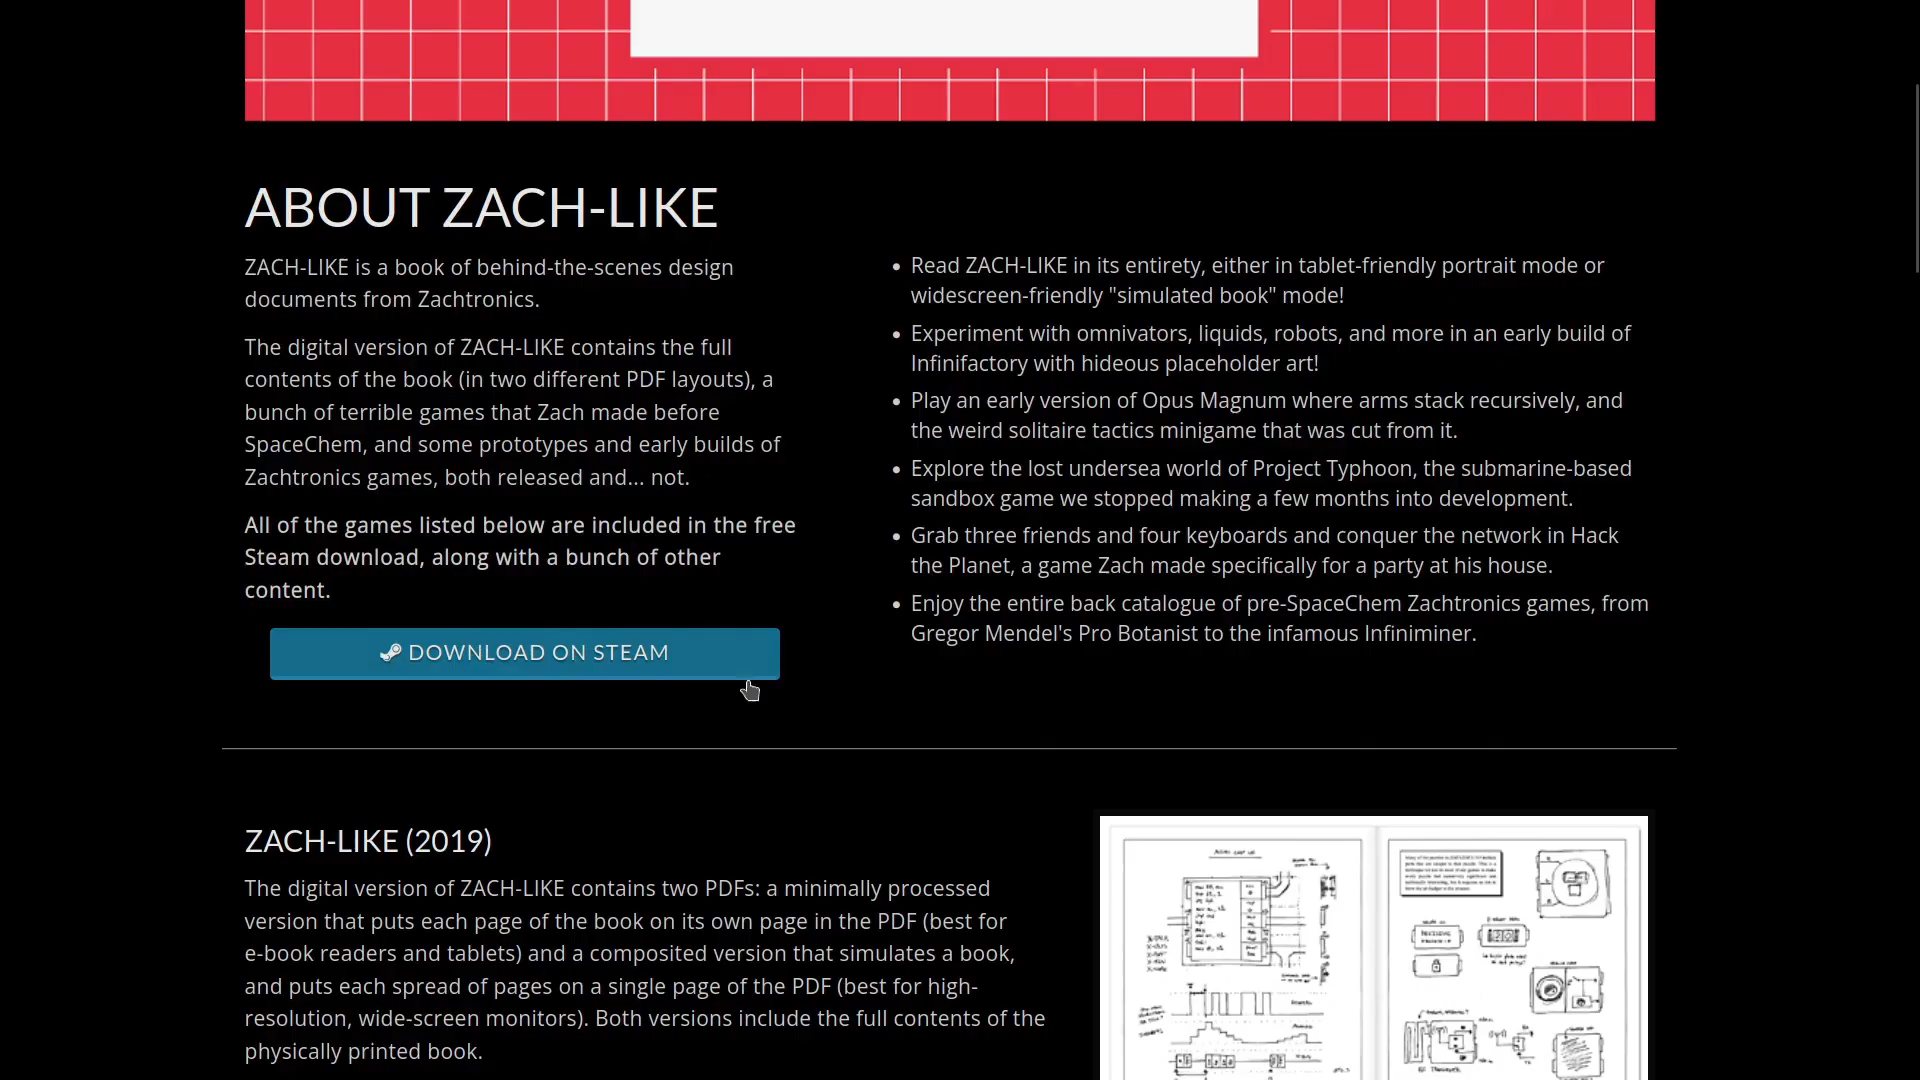 ABOUT ZACH-LIKE
ZACH-LIKE is a book of behind-the-scenes design
documents from Zachtronics.
The digital version of ZACH-LIKE contains the full
contents of the book (in two different PDF layouts), a
bunch of terrible games that Zach made before
SpaceChem, and some prototypes and early builds of
Zachtronics games, both released and... not.
All of the games listed below are included in the free
Steam download, along with a bunch of other
content.
DOWNLOAD ON STEAM
• Read ZACH-LIKE in its entirety, either in tablet-friendly portrait mode or
widescreen-friendly "simulated book" mode!
• Experiment with omnivators, liquids, robots, and more in an early build of
Infinifactory with hideous placeholder art!
• Play an early version of Opus Magnum where arms stack recursively, and
the weird solitaire tactics minigame that was cut from it.
• Explore the lost undersea world of Project Typhoon, the submarine-based
sandbox game we stopped making a few months into development.
• Grab three friends and four keyboards and conquer the network in Hack
the Planet, a game Zach made specifically for a party at his house.
• Enjoy the entire back catalogue of pre-SpaceChem Zachtronics games, from
Gregor Mendel's Pro Botanist to the infamous Infiniminer.
ZACH-LIKE (2019)
The digital version of ZACH-LIKE contains two PDFs: a minimally processed
version that puts each page of the book on its own page in the PDF (best for
e-book readers and tablets) and a composited version that simulates a book,
and puts each spread of pages on a single page of the PDF (best for high-
resolution, wide-screen monitors). Both versions include the full contents of the
physically printed book.